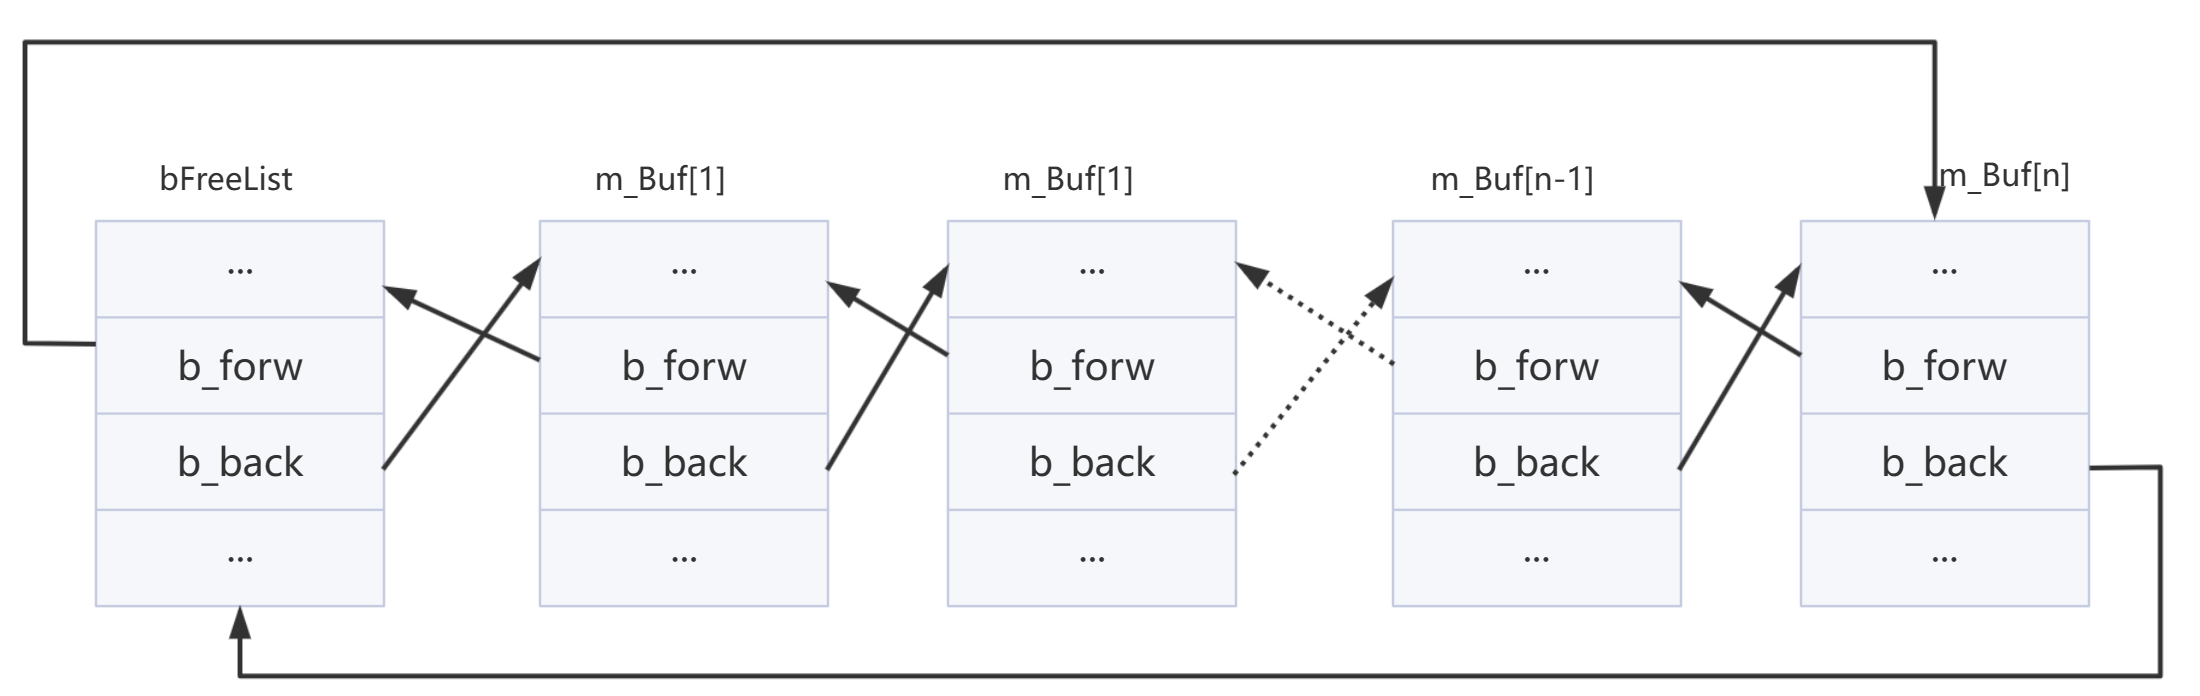 bFreeList m_Buf[1] m_Buf[1] m_Buf[n-1] m_Buf[n]
... ... ... ... ...
b_forw b_forw b_forw b_forw b_forw
b_back b_back b_back b_back b_back
... ... ... ... ...